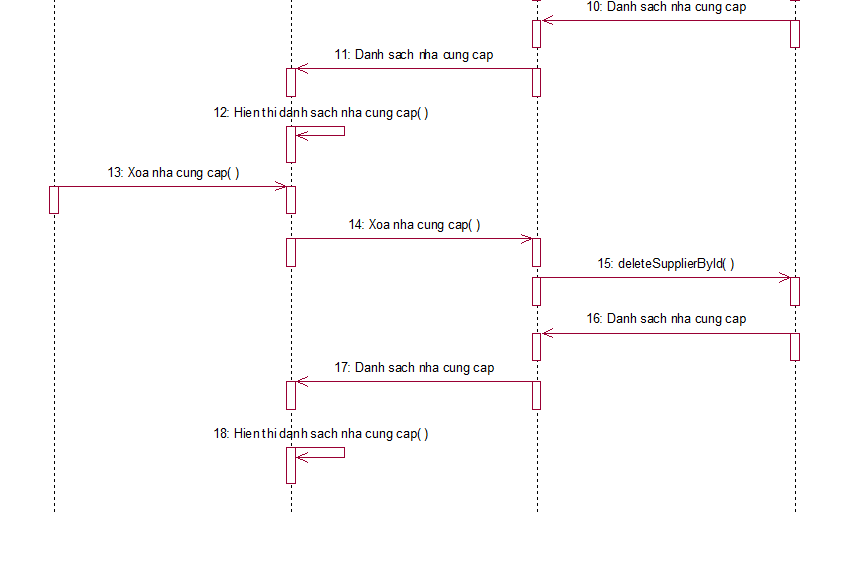 10: Danh sach nha cung cap
11: Danh sach nha cung cap
12: Hien thi danh sach nha cung cap( )
13: Xoa nha cung cap( )
14: Xoa nha cung cap( )
15: deleteSupplierById( )
16: Danh sach nha cung cap
17: Danh sach nha cung cap
18: Hien thi danh sach nha cung cap( )